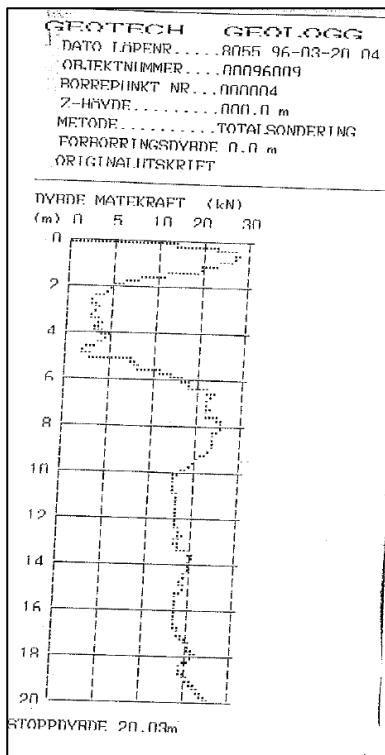 GEOTECH GEOLOGG
DATO LÖPENR.....8055 96-03-20 04
OBJEKTNUMMER....00096009
BORREPUNKT NR...000004
Z-HÖYDE.........000.0 m
METODE..........TOTALSONDERING
FORBORRINGSDYBDE 0.0 m
ORIGINALUTSKRIFT
DYBDE MATEKRAFT (kN)
(m) 0 5 10 20 30
0
2
4
6
8
10
12
14
16
18
20
STOPPDYBDE 20.03m